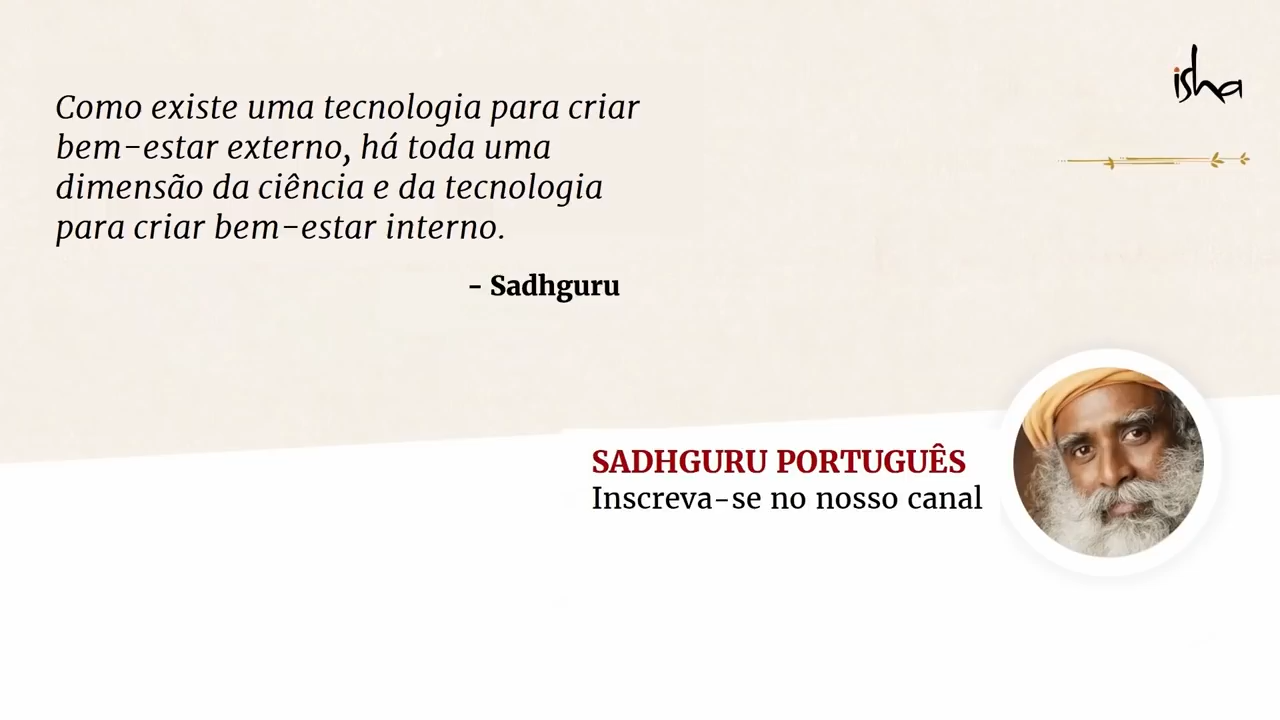 isha
Como existe uma tecnologia para criar
bem-estar externo, há toda uma
dimensão da ciência e da tecnologia
para criar bem-estar interno.
- Sadhguru
SADHGURU PORTUGUÊS
Inscreva-se no nosso canal